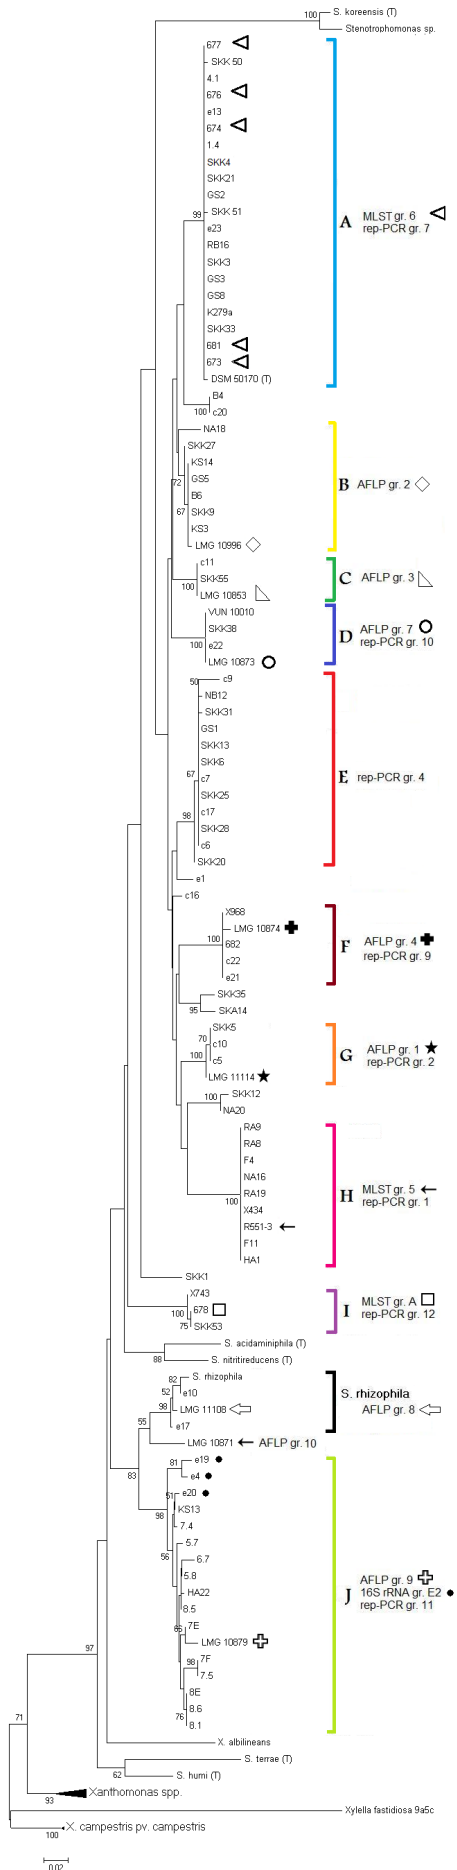 S. koreensis (T)
100
Stenotrophomonas sp.
677
SKK 50
4.1
676
e13
674
1.4
SKK4
SKK21
GS2
SKK 51
99
e23
RB16
SKK3
GS3
GS8
K279a
SKK33
681
673
DSM 50170 (T)
A
MLST gr. 6
rep-PCR gr. 7
B4
100
c20
NA18
SKK27
KS14
72
GS5
B6
67
SKK9
KS3
LMG 10996
B
AFLP gr. 2
c11
SKK55
100
LMG 10853
C
AFLP gr. 3
VUN 10010
SKK38
100
e22
LMG 10873
D
AFLP gr. 7
rep-PCR gr. 10
50
c9
NB12
SKK31
GS1
SKK13
SKK6
67
c7
SKK25
c17
98
SKK28
c6
SKK20
E
rep-PCR gr. 4
e1
c16
X968
LMG 10874
100
682
c22
e21
F
AFLP gr. 4
rep-PCR gr. 9
SKK35
95
SKA14
SKK5
70
c10
100
c5
LMG 11114
G
AFLP gr. 1
rep-PCR gr. 2
100
SKK12
NA20
RA9
RA8
F4
NA16
RA19
100
X434
R551-3
F11
HA1
H
MLST gr. 5
rep-PCR gr. 1
SKK1
X743
100
678
75
SKK53
I
MLST gr. A
rep-PCR gr. 12
S. acidaminiphila (T)
88
S. nitritireducens (T)
S. rhizophila
82
52
e10
98
LMG 11108
e17
S. rhizophila
AFLP gr. 8
55
LMG 10871
AFLP gr. 10
83
81
e19
e4
51
e20
98
KS13
7.4
56
5.7
6.7
5.8
HA22
8.5
66
7E
LMG 10879
98
7F
7.5
8E
76
8.6
8.1
J
AFLP gr. 9
16S rRNA gr. E2
rep-PCR gr. 11
97
X. albilineans
S. terrae (T)
62
S. humi (T)
71
93
Xanthomonas spp.
Xylella fastidiosa 9a5c
100
X. campestris pv. campestris
0.02